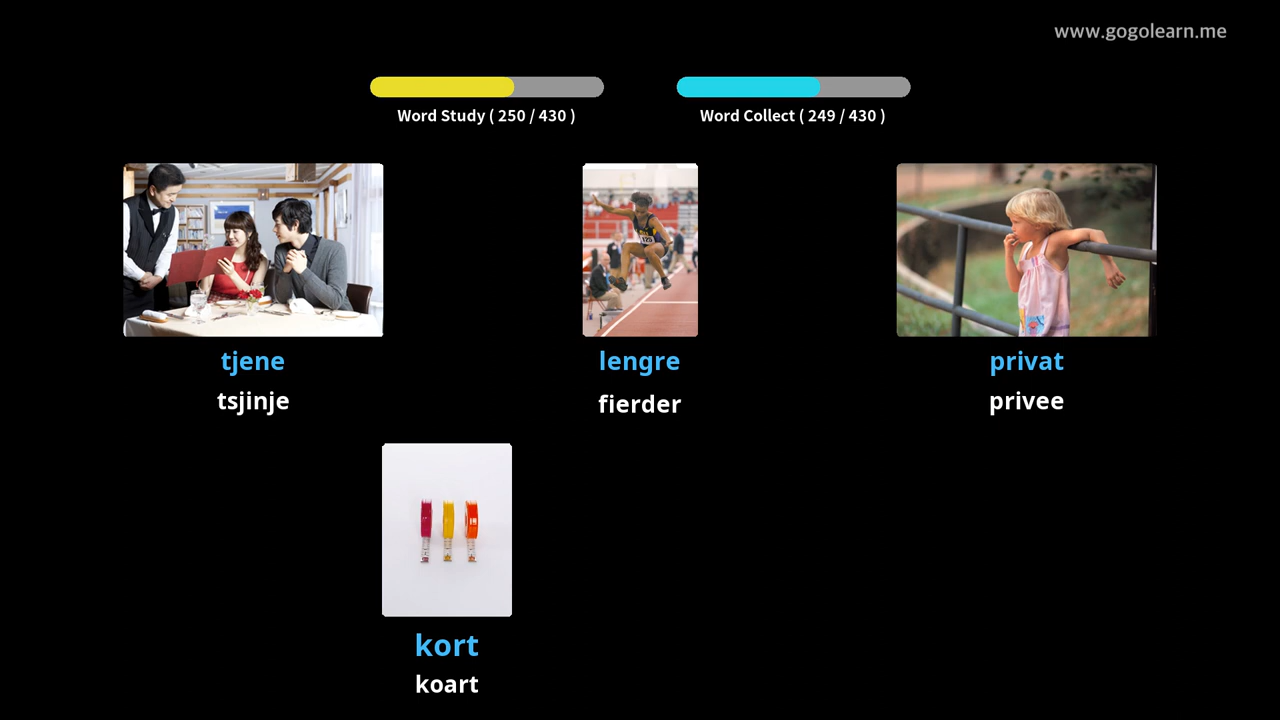 www.gogolearn.me
Word Study ( 250 / 430 )
Word Collect ( 249 / 430 )
tjene
tsjinje
lengre
fierder
privat
privee
kort
koart